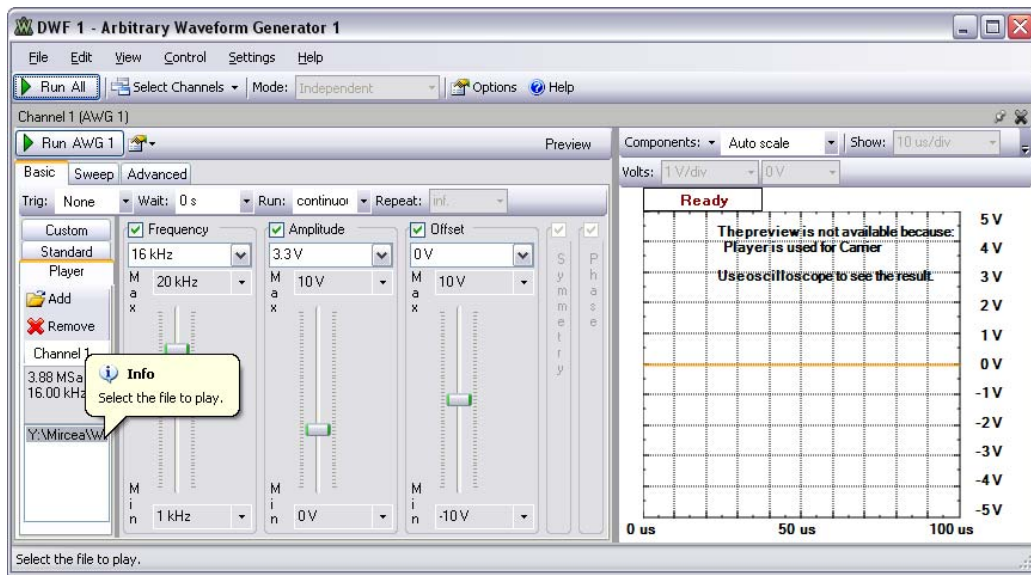 DWF 1 - Arbitrary Waveform Generator 1
File Edit View Control Settings Help
Run All Select Channels Mode: Independent Options Help
Channel 1 (AWG 1)
Run AWG 1 Preview
Basic Sweep Advanced
Trig: None Wait: 0 s Run: continuou Repeat: inf.
Custom
Standard
Player
Add
Remove
Channel 1
3.88 MSa
16.00 kHz
Y:\Mircea\W
Info
Select the file to play.
Frequency
16 kHz
Max
20 kHz
Min
1 kHz
Amplitude
3.3 V
Max
10 V
Min
0 V
Offset
0 V
Max
10 V
Min
-10 V
Symmetry
Phase
Components: Auto scale Show: 10 us/div
Volts: 1 V/div 0 V
Ready
The preview is not available because:
Player is used for Carrier
Use oscilloscope to see the result.
5 V
4 V
3 V
2 V
1 V
0 V
-1 V
-2 V
-3 V
-4 V
-5 V
0 us 50 us 100 us
Select the file to play.